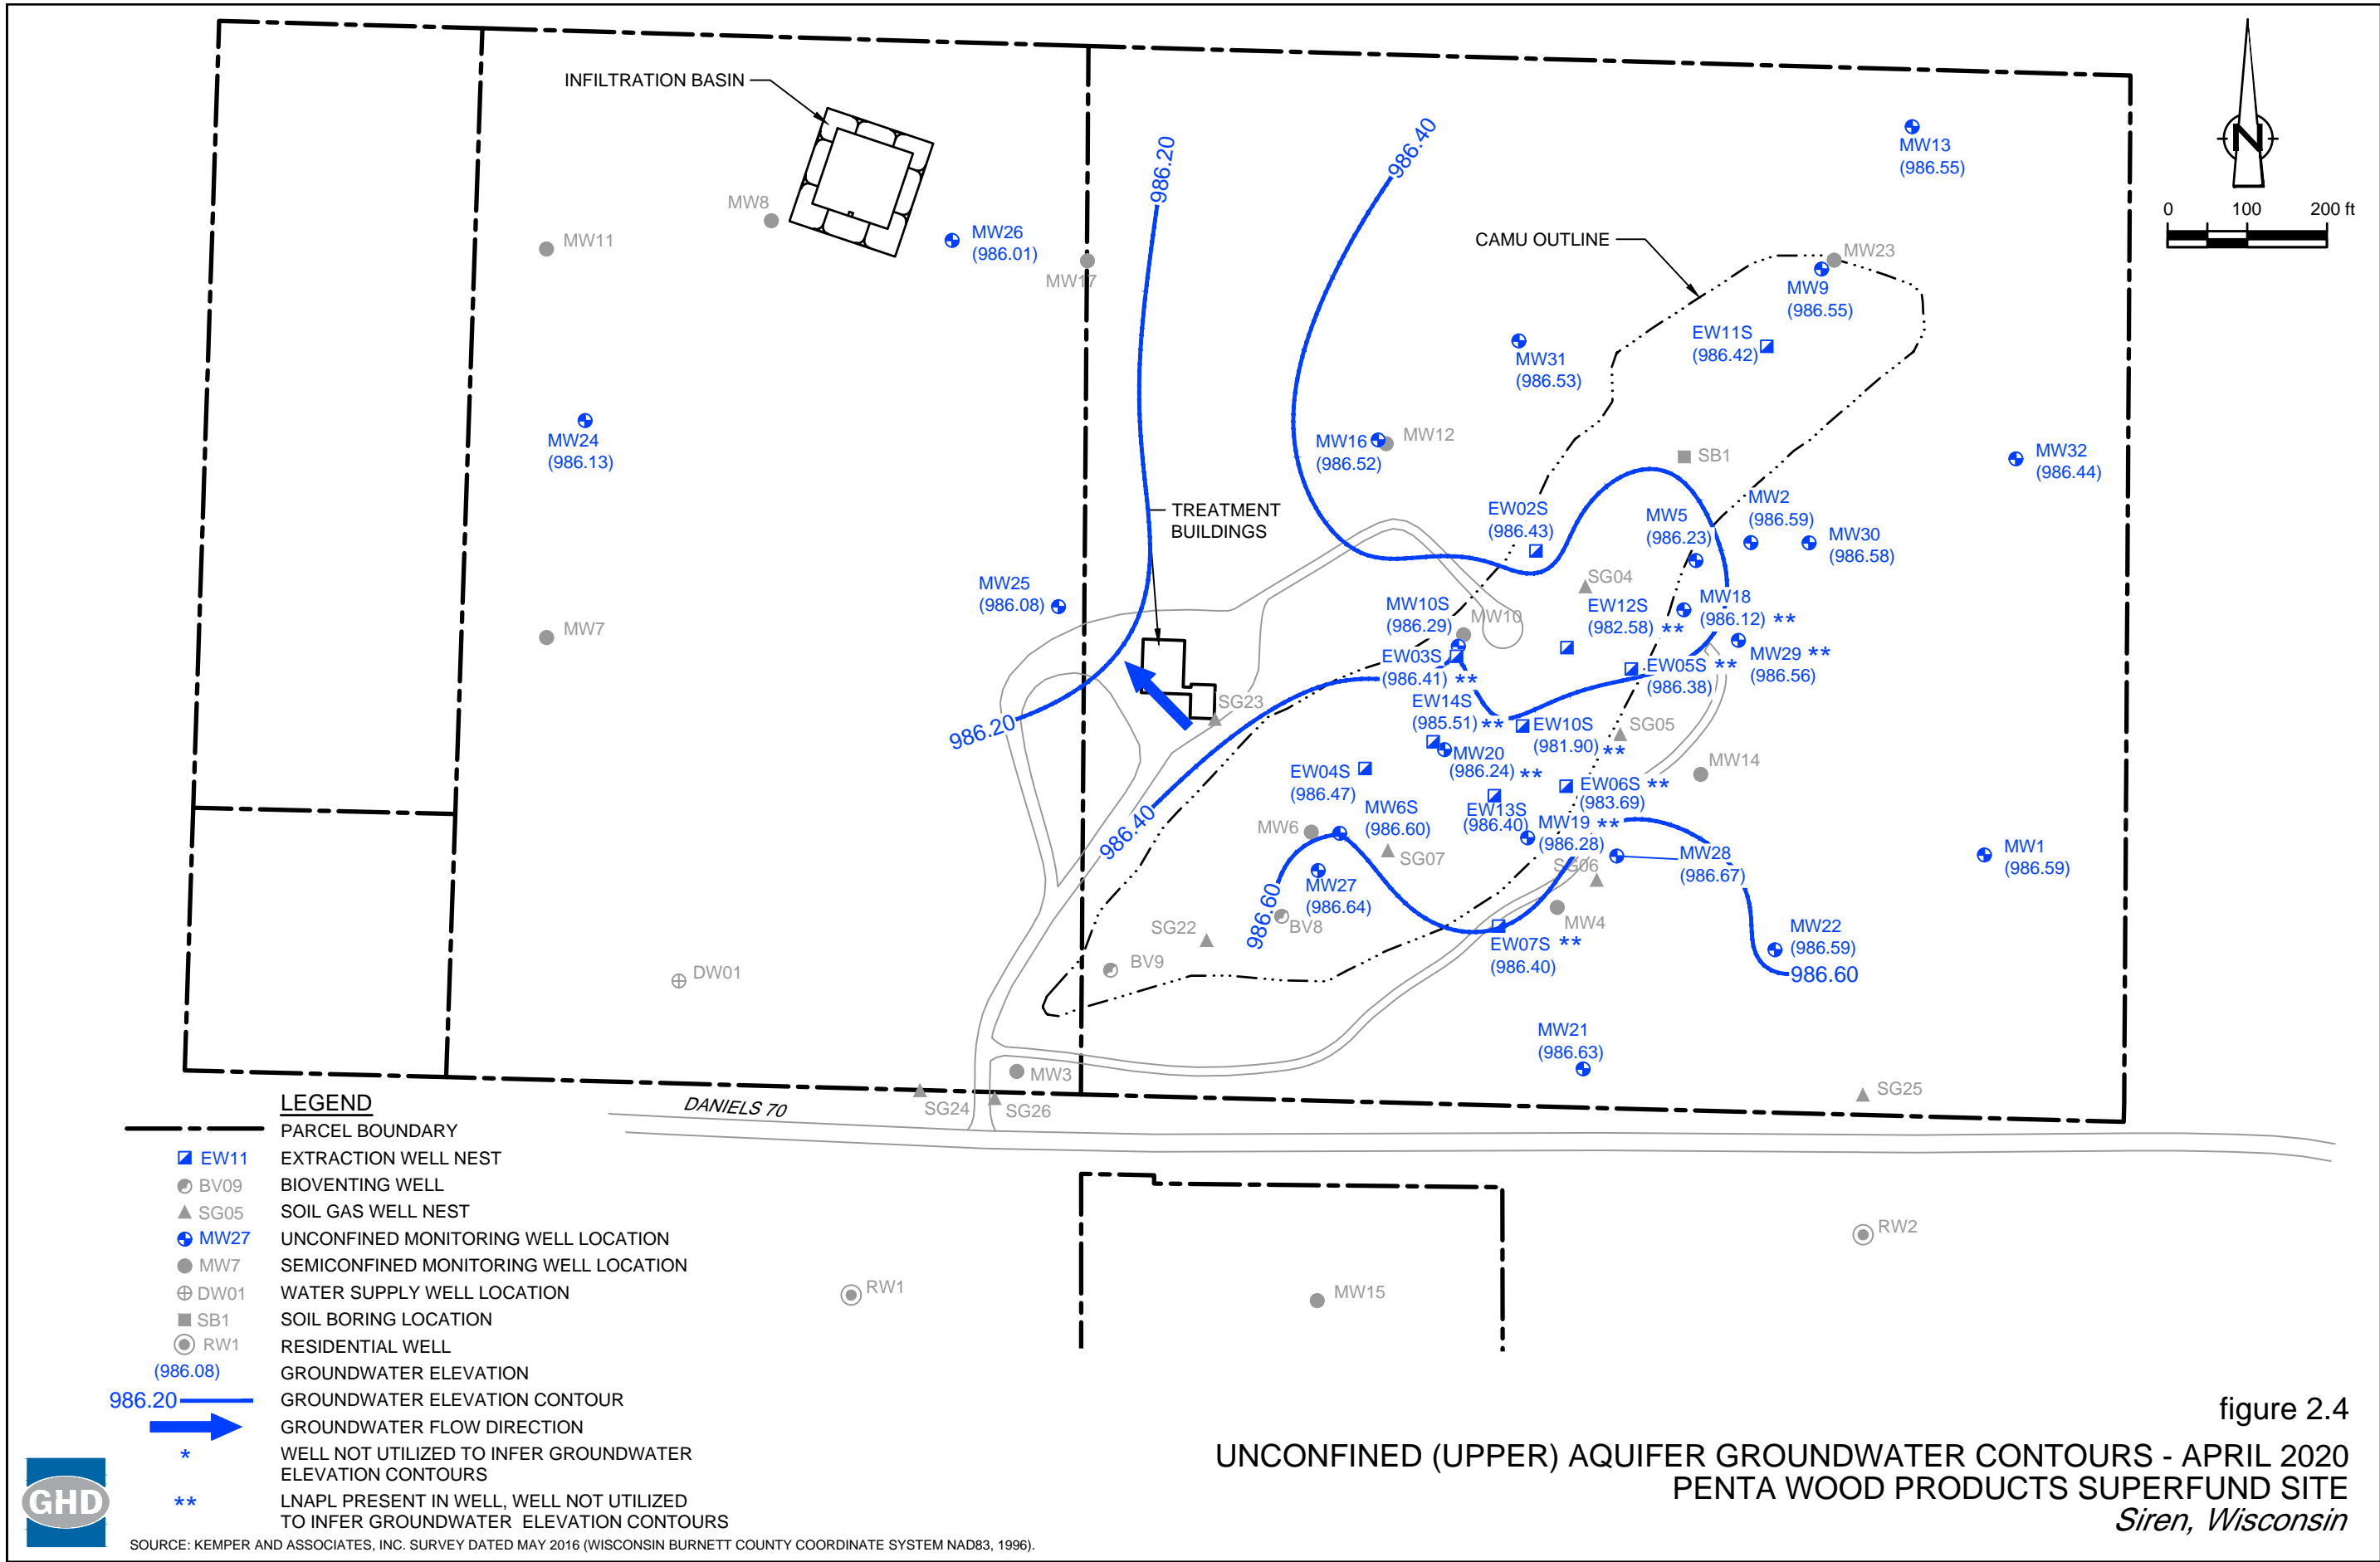 INFILTRATION BASIN
986.20
986.40
MW13
(986.55)
N
0 100 200 ft
MW8
MW11
MW26
(986.01)
MW17
CAMU OUTLINE
MW23
MW9
(986.55)
EW11S
(986.42)
MW31
(986.53)
MW24
(986.13)
MW16
(986.52)
MW12
SB1
MW32
(986.44)
TREATMENT
BUILDINGS
EW02S
(986.43)
MW5
(986.23)
MW2
(986.59)
MW30
(986.58)
MW25
(986.08)
SG04
MW10S
(986.29)
MW10
EW12S
(982.58) **
MW18
(986.12) **
MW7
EW03S
(986.41) **
MW29 **
(986.56)
EW05S **
(986.38)
SG23
986.20
EW14S
(985.51) **
EW10S
(981.90) **
SG05
MW20
(986.24) **
MW14
EW04S
(986.47)
EW06S **
(983.69)
986.40
MW6
MW6S
(986.60)
EW13S
(986.40)
MW19 **
(986.28)
SG07
SG06
MW28
(986.67)
MW1
(986.59)
MW27
(986.64)
986.60
BV8
SG22
MW4
MW22
(986.59)
986.60
EW07S **
(986.40)
BV9
DW01
MW21
(986.63)
MW3
SG24
SG26
SG25
DANIELS 70
RW2
RW1
MW15
LEGEND
PARCEL BOUNDARY
EW11 EXTRACTION WELL NEST
BV09 BIOVENTING WELL
SG05 SOIL GAS WELL NEST
MW27 UNCONFINED MONITORING WELL LOCATION
MW7 SEMICONFINED MONITORING WELL LOCATION
DW01 WATER SUPPLY WELL LOCATION
SB1 SOIL BORING LOCATION
RW1 RESIDENTIAL WELL
(986.08) GROUNDWATER ELEVATION
986.20 GROUNDWATER ELEVATION CONTOUR
GROUNDWATER FLOW DIRECTION
* WELL NOT UTILIZED TO INFER GROUNDWATER
ELEVATION CONTOURS
** LNAPL PRESENT IN WELL, WELL NOT UTILIZED
TO INFER GROUNDWATER ELEVATION CONTOURS
GHD
SOURCE: KEMPER AND ASSOCIATES, INC. SURVEY DATED MAY 2016 (WISCONSIN BURNETT COUNTY COORDINATE SYSTEM NAD83, 1996).
figure 2.4
UNCONFINED (UPPER) AQUIFER GROUNDWATER CONTOURS - APRIL 2020
PENTA WOOD PRODUCTS SUPERFUND SITE
Siren, Wisconsin